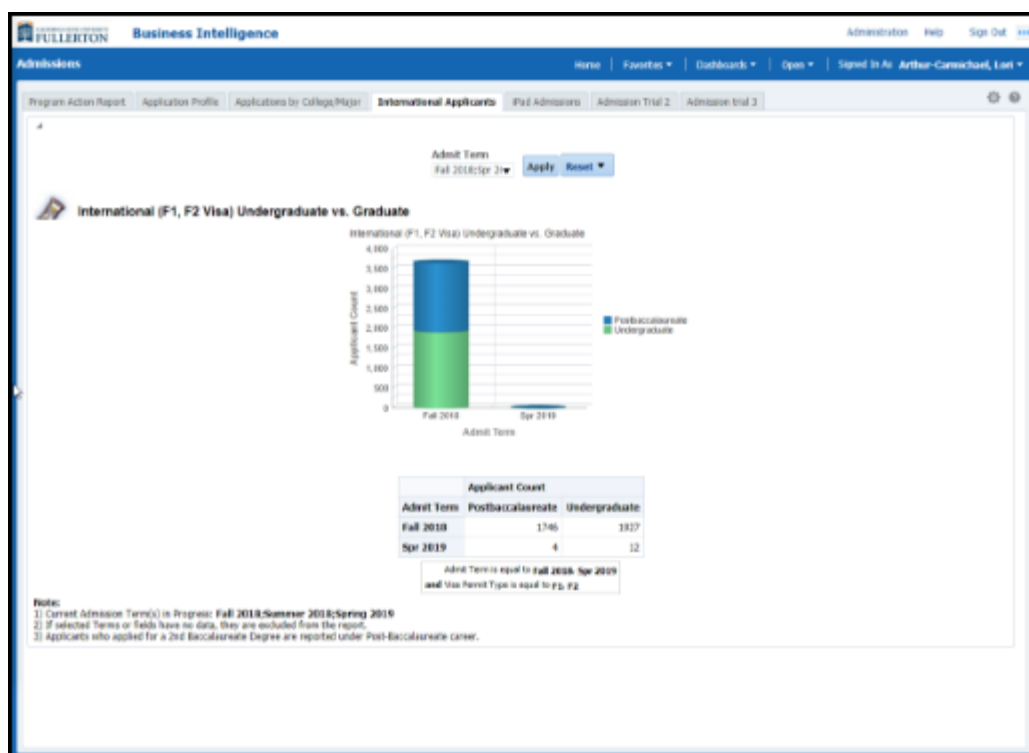 CALIFORNIA STATE UNIVERSITY
FULLERTON
Business Intelligence
Administration Help Sign Out
Admissions
Home Favorites Dashboards Open Signed In As Arthur-Carmichael, Lori
Program Action Report Application Profile Applications by College/Major International Applicants iPad Admissions Admission Trial 2 Admission trial 3
Admit Term
Fall 2018;Spr 2
Apply Reset
International (F1, F2 Visa) Undergraduate vs. Graduate
International (F1, F2 Visa) Undergraduate vs. Graduate
4,000
3,500
3,000
2,500
2,000
1,500
1,000
500
0
Applicant Count
Postbaccalaureate
Undergraduate
Fall 2018 Spr 2019
Admit Term
Applicant Count
Admit Term Postbaccalaureate Undergraduate
Fall 2018 1746 1927
Spr 2019 4 12
Admit Term is equal to Fall 2018, Spr 2019
and Visa Permit Type is equal to F1, F2
Note:
1) Current Admission Term(s) in Progress: Fall 2018;Summer 2018;Spring 2019
2) If selected Terms or fields have no data, they are excluded from the report.
3) Applicants who applied for a 2nd Baccalaureate Degree are reported under Post-Baccalaureate career.